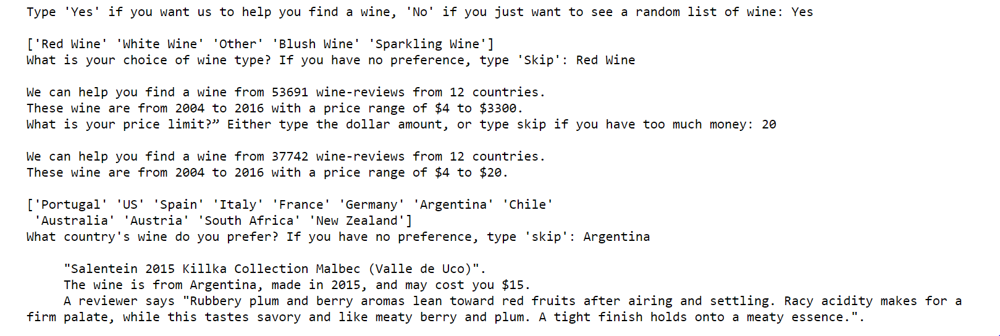 Type 'Yes' if you want us to help you find a wine, 'No' if you just want to see a random list of wine: Yes
['Red Wine' 'White Wine' 'Other' 'Blush Wine' 'Sparkling Wine']
What is your choice of wine type? If you have no preference, type 'Skip': Red Wine
We can help you find a wine from 53691 wine-reviews from 12 countries.
These wine are from 2004 to 2016 with a price range of $4 to $3300.
What is your price limit?” Either type the dollar amount, or type skip if you have too much money: 20
We can help you find a wine from 37742 wine-reviews from 12 countries.
These wine are from 2004 to 2016 with a price range of $4 to $20.
['Portugal' 'US' 'Spain' 'Italy' 'France' 'Germany' 'Argentina' 'Chile'
'Australia' 'Austria' 'South Africa' 'New Zealand']
What country's wine do you prefer? If you have no preference, type 'skip': Argentina
"Salentein 2015 Killka Collection Malbec (Valle de Uco)".
The wine is from Argentina, made in 2015, and may cost you $15.
A reviewer says "Rubbery plum and berry aromas lean toward red fruits after airing and settling. Racy acidity makes for a
firm palate, while this tastes savory and like meaty berry and plum. A tight finish holds onto a meaty essence.".